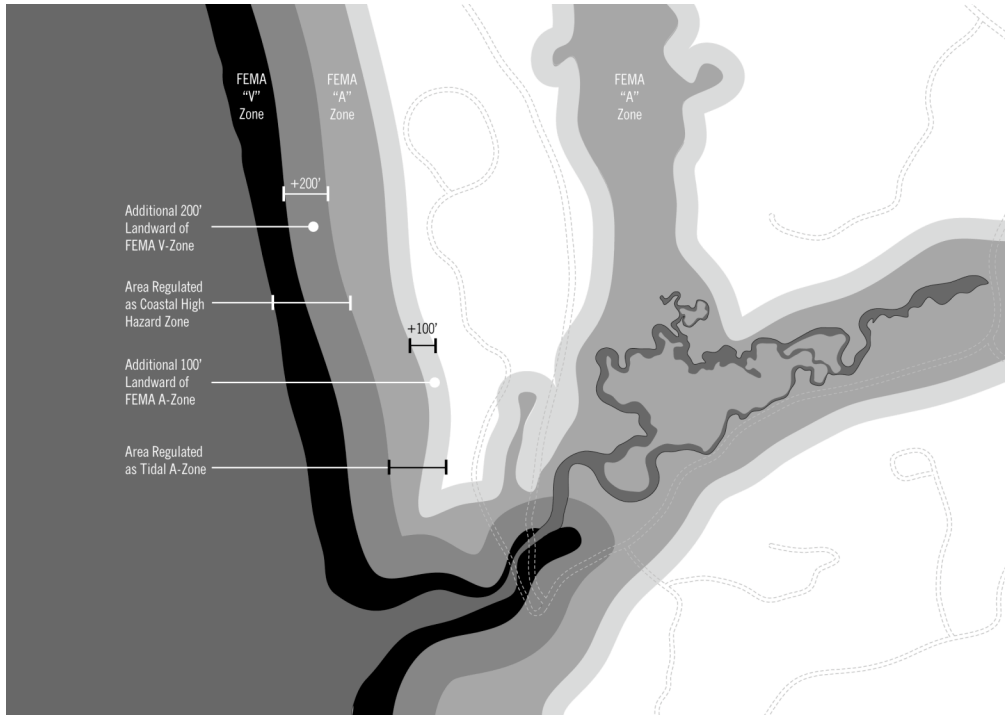 FEMA
“V”
Zone
FEMA
“A”
Zone
FEMA
“A”
Zone
+200’
Additional 200’
Landward of
FEMA V-Zone
Area Regulated
as Coastal High
Hazard Zone
+100’
Additional 100’
Landward of
FEMA A-Zone
Area Regulated
as Tidal A-Zone